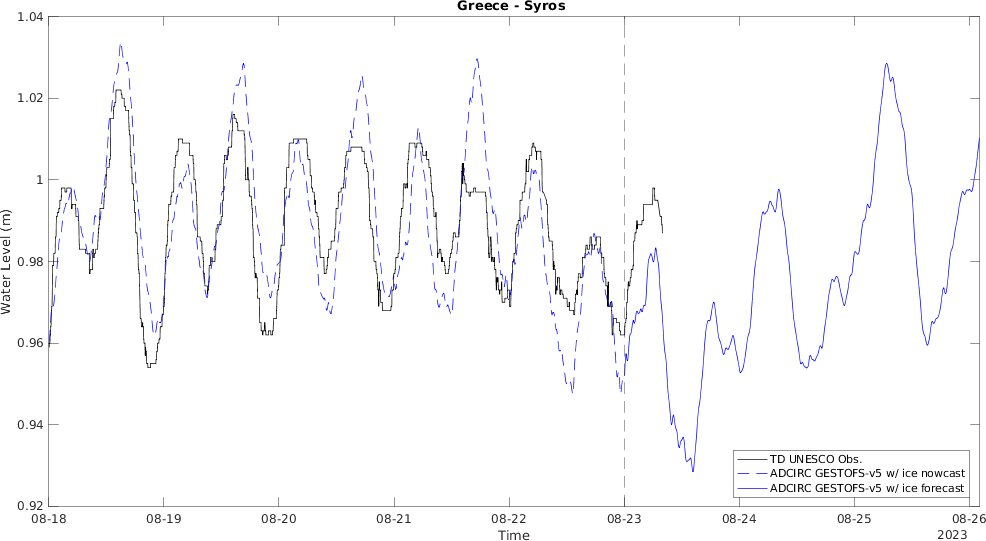 Greece - Syros
1.04
1.02
1
0.98
0.96
0.94
0.92
Water Level (m)
TD UNESCO Obs.
ADCIRC GESTOFS-v5 w/ ice nowcast
ADCIRC GESTOFS-v5 w/ ice forecast
08-18 08-19 08-20 08-21 08-22 08-23 08-24 08-25 08-26
Time
2023